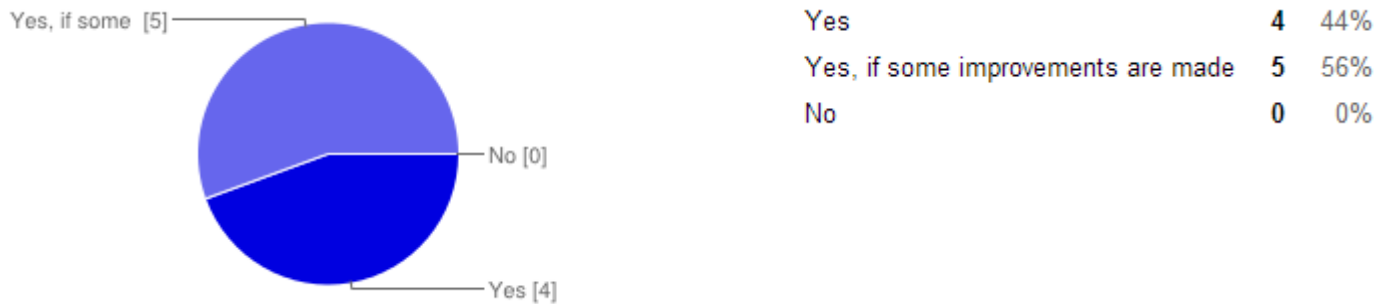 Yes, if some [5]
No [0]
Yes [4]
Yes 4 44%
Yes, if some improvements are made 5 56%
No 0 0%